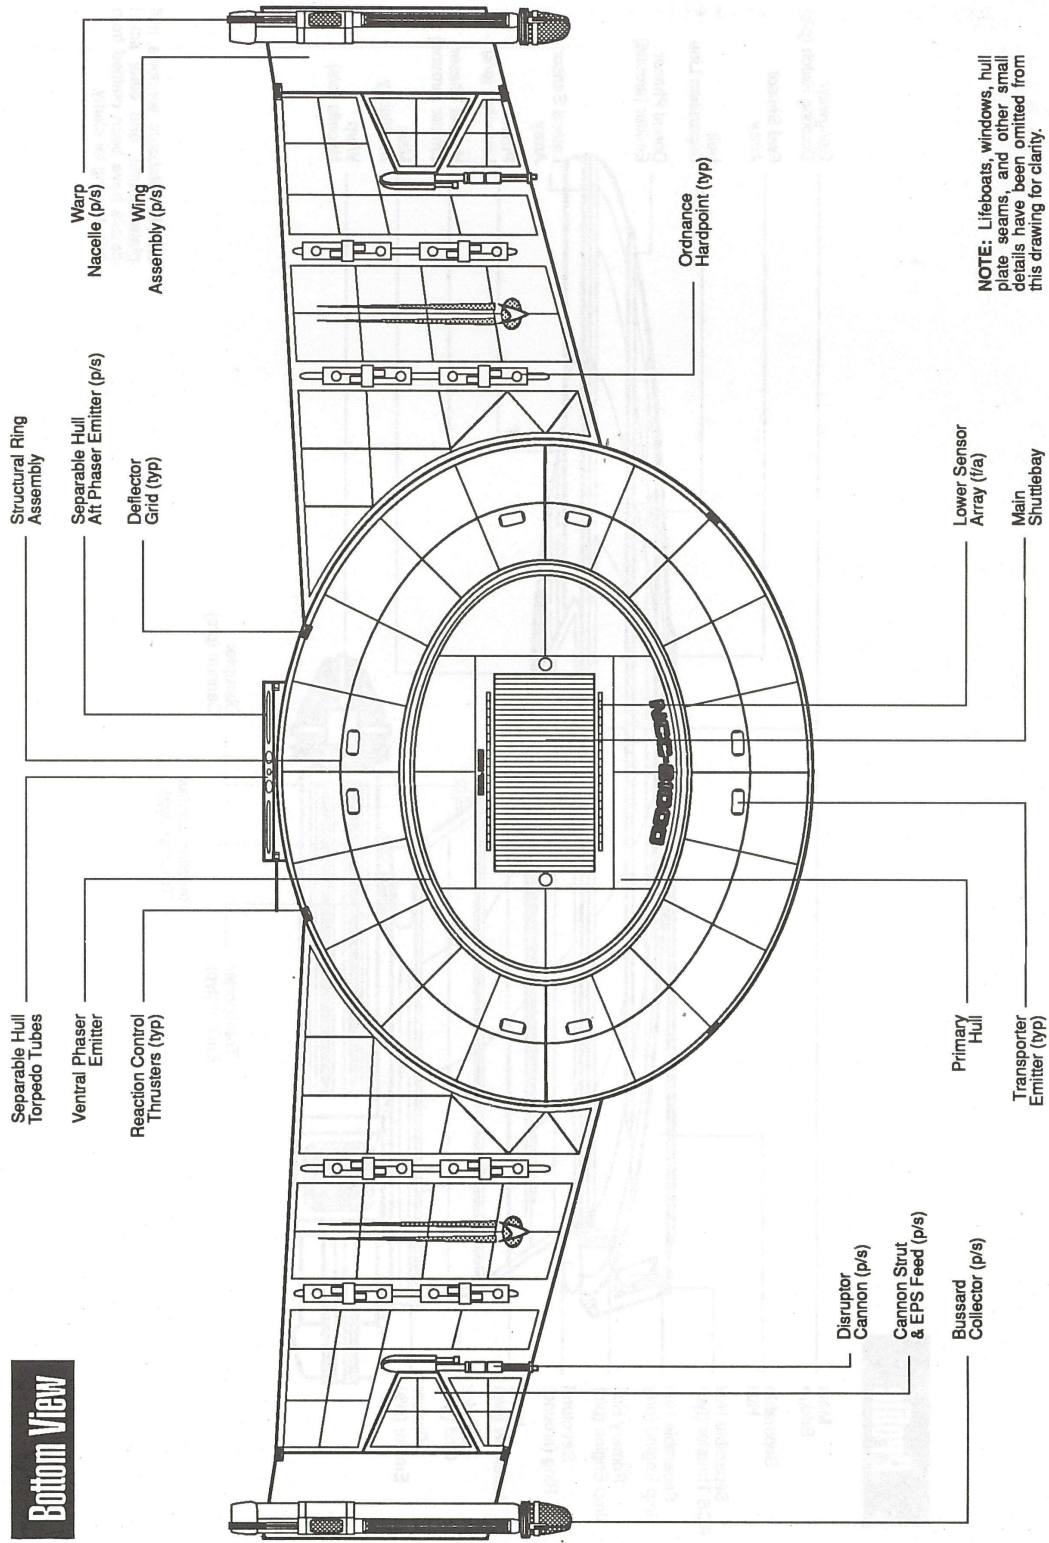 Bottom View
Separable Hull
Torpedo Tubes
Ventral Phaser
Emitter
Reaction Control
Thrusters (typ)
Structural Ring
Assembly
Separable Hull
Aft Phaser Emitter (p/s)
Deflector
Grid (typ)
Warp
Nacelle (p/s)
Wing
Assembly (p/s)
Ordnance
Hardpoint (typ)
Disruptor
Cannon (p/s)
Cannon Strut
& EPS Feed (p/s)
Bussard
Collector (p/s)
Primary
Hull
Transporter
Emitter (typ)
Lower Sensor
Array (f/a)
Main
Shuttlebay
NOTE: Lifeboats, windows, hull
plate seams, and other small
details have been omitted from
this drawing for clarity.